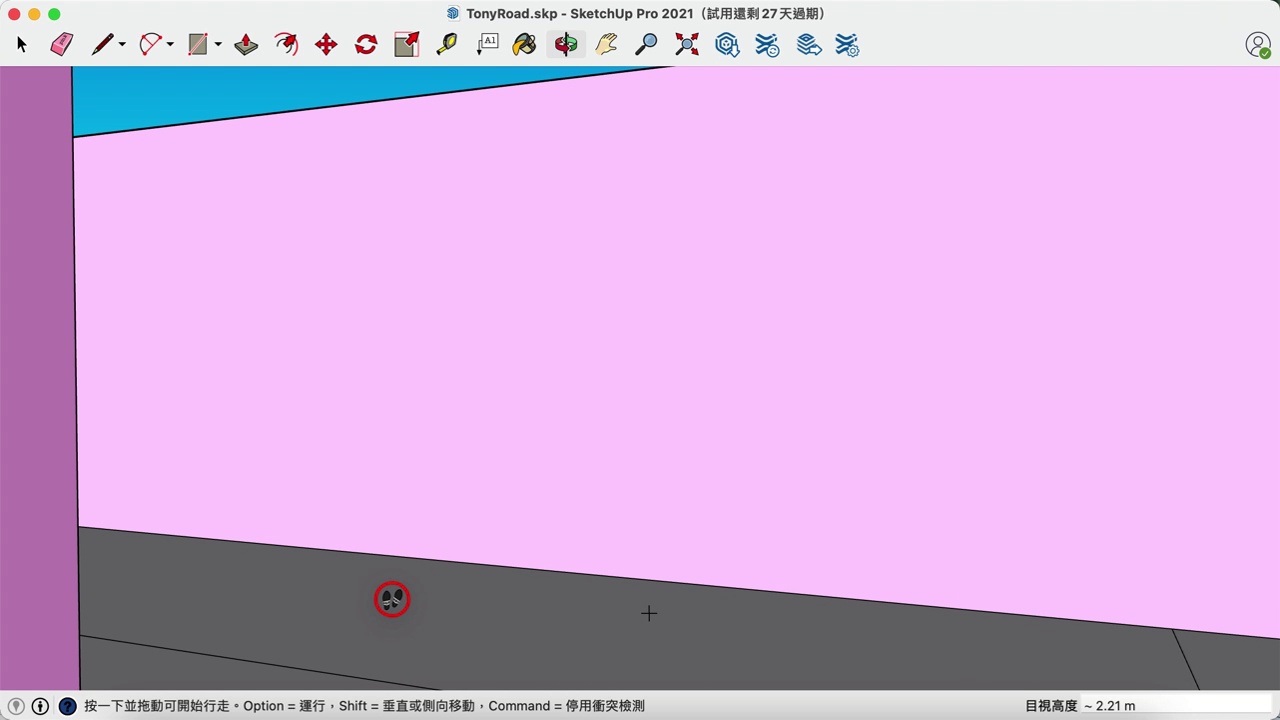 TonyRoad.skp - SketchUp Pro 2021（試用還剩 27 天過期）
A1
按一下並拖動可開始行走。Option = 運行，Shift = 垂直或側向移動，Command = 停用衝突檢測
目視高度 ~ 2.21 m